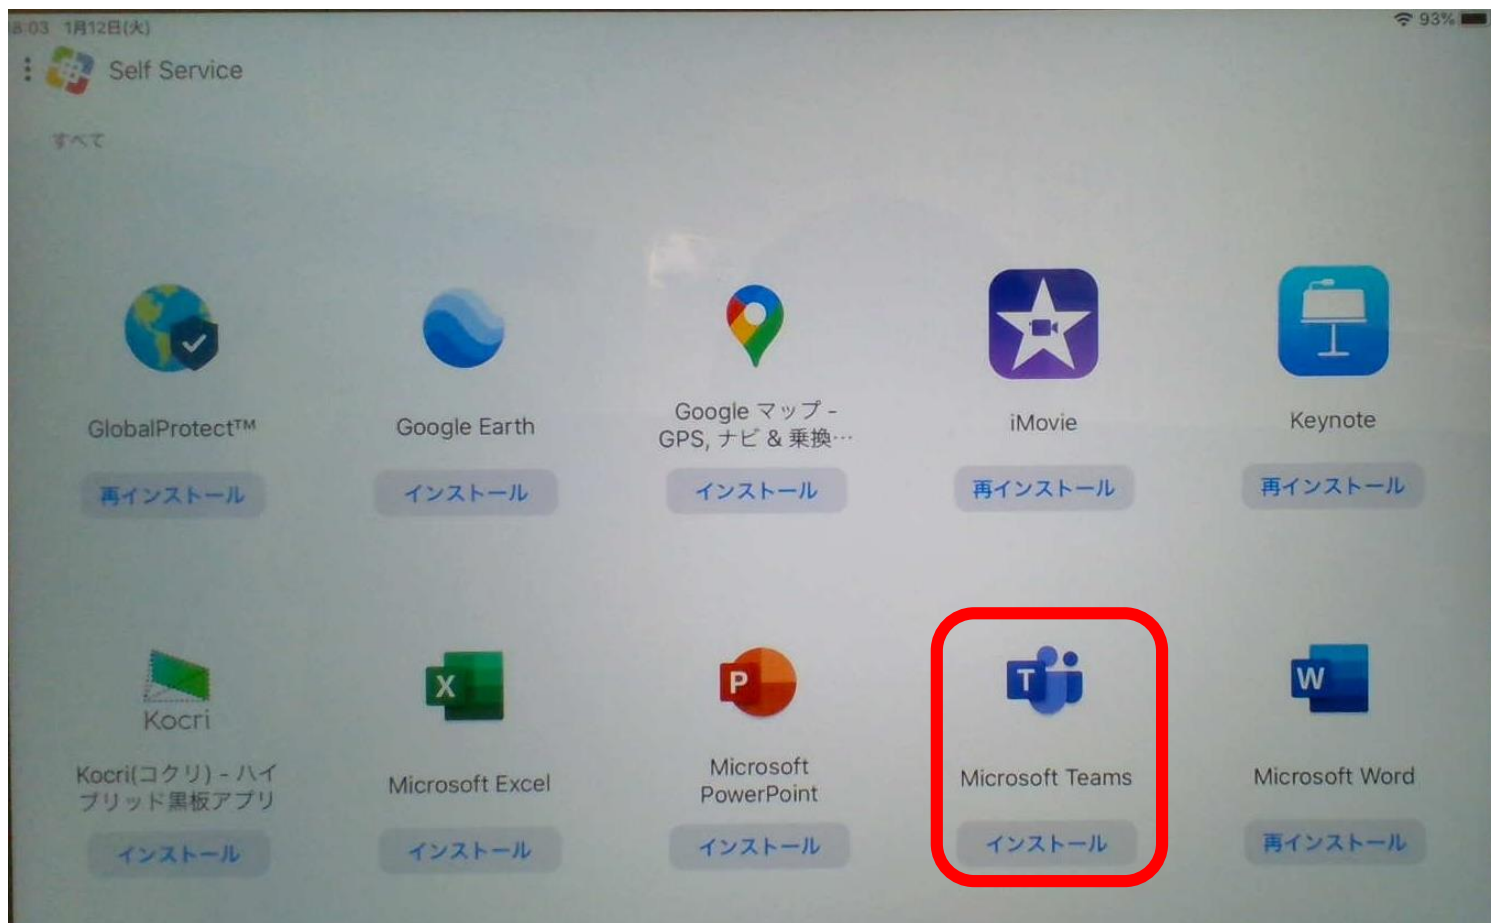 8:03 1月12日(火)
93%
Self Service
すべて
GlobalProtect™
Google Earth
Google マップ -
GPS, ナビ & 乗換…
iMovie
Keynote
再インストール
インストール
インストール
再インストール
再インストール
Kocri
X
P
T
W
Kocri(コクリ) - ハイ
ブリッド黒板アプリ
Microsoft Excel
Microsoft
PowerPoint
Microsoft Teams
Microsoft Word
インストール
インストール
インストール
インストール
再インストール